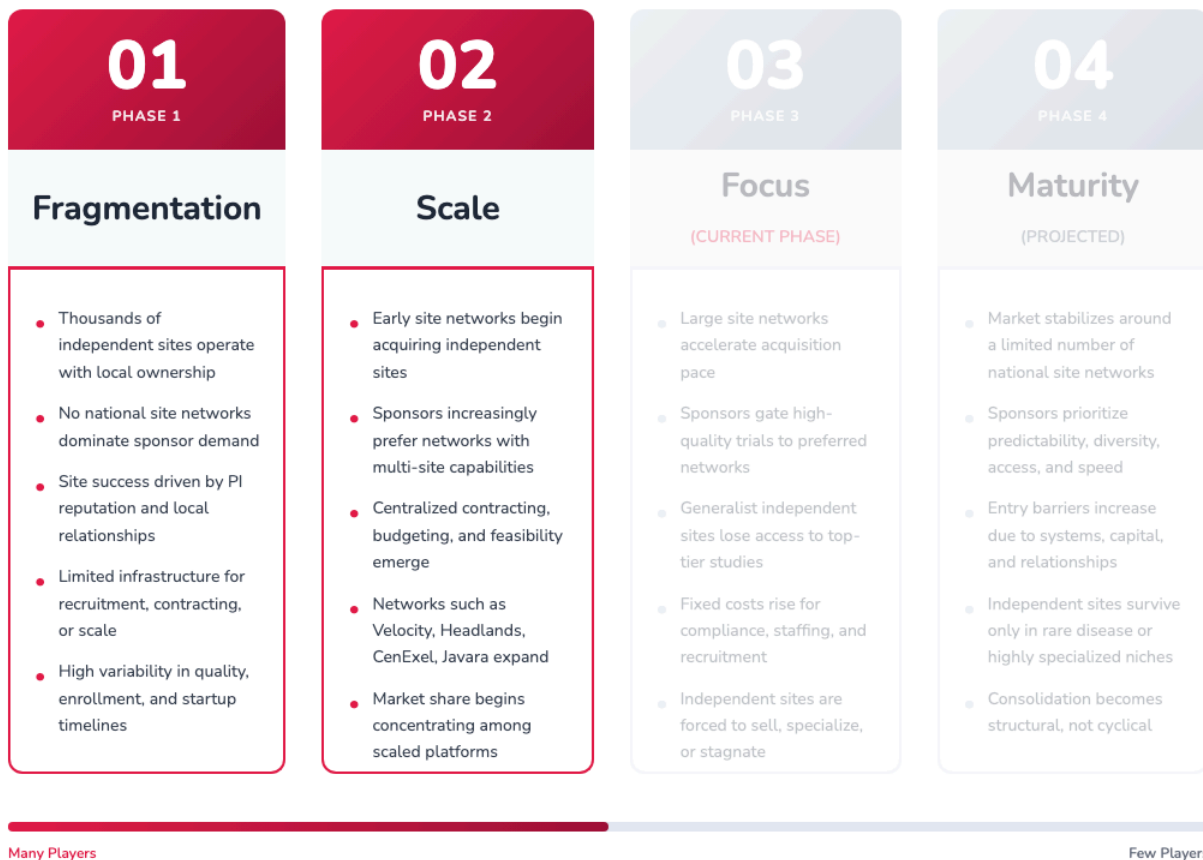 01
PHASE 1
Fragmentation
Thousands of
independent sites operate
with local ownership
No national site networks
dominate sponsor demand
Site success driven by PI
reputation and local
relationships
Limited infrastructure for
recruitment, contracting,
or scale
High variability in quality,
enrollment, and startup
timelines
02
PHASE 2
Scale
Early site networks begin
acquiring independent
sites
Sponsors increasingly
prefer networks with
multi-site capabilities
Centralized contracting,
budgeting, and feasibility
emerge
Networks such as
Velocity, Headlands,
CenExel, Javara expand
Market share begins
concentrating among
scaled platforms
03
PHASE 3
Focus
(CURRENT PHASE)
Large site networks
accelerate acquisition
pace
Sponsors gate high-
quality trials to preferred
networks
Generalist independent
sites lose access to top-
tier studies
Fixed costs rise for
compliance, staffing, and
recruitment
Independent sites are
forced to sell, specialize,
or stagnate
04
PHASE 4
Maturity
(PROJECTED)
Market stabilizes around
a limited number of
national site networks
Sponsors prioritize
predictability, diversity,
access, and speed
Entry barriers increase
due to systems, capital,
and relationships
Independent sites survive
only in rare disease or
highly specialized niches
Consolidation becomes
structural, not cyclical
Many Players
Few Player